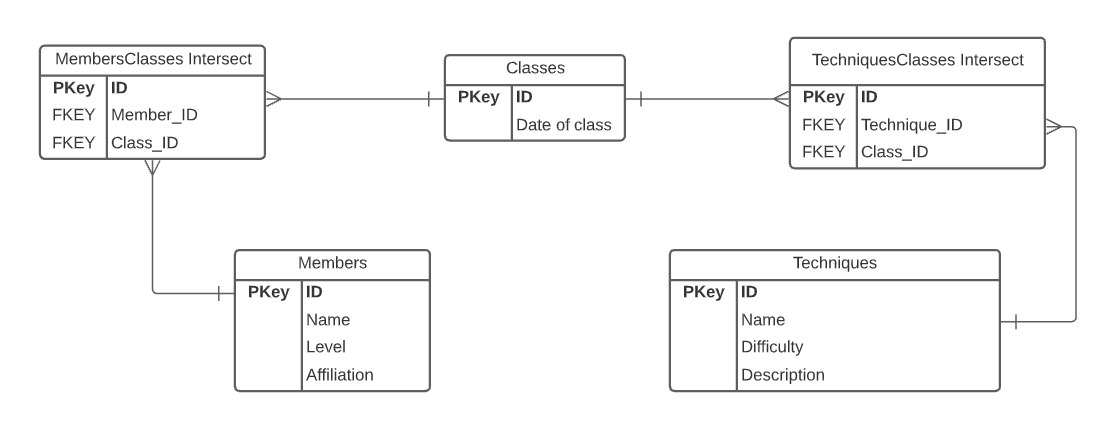 MembersClasses Intersect
PKey ID
FKEY Member_ID
FKEY Class_ID
Classes
PKey ID
Date of class
TechniquesClasses Intersect
PKey ID
FKEY Technique_ID
FKEY Class_ID
Members
PKey ID
Name
Level
Affiliation
Techniques
PKey ID
Name
Difficulty
Description